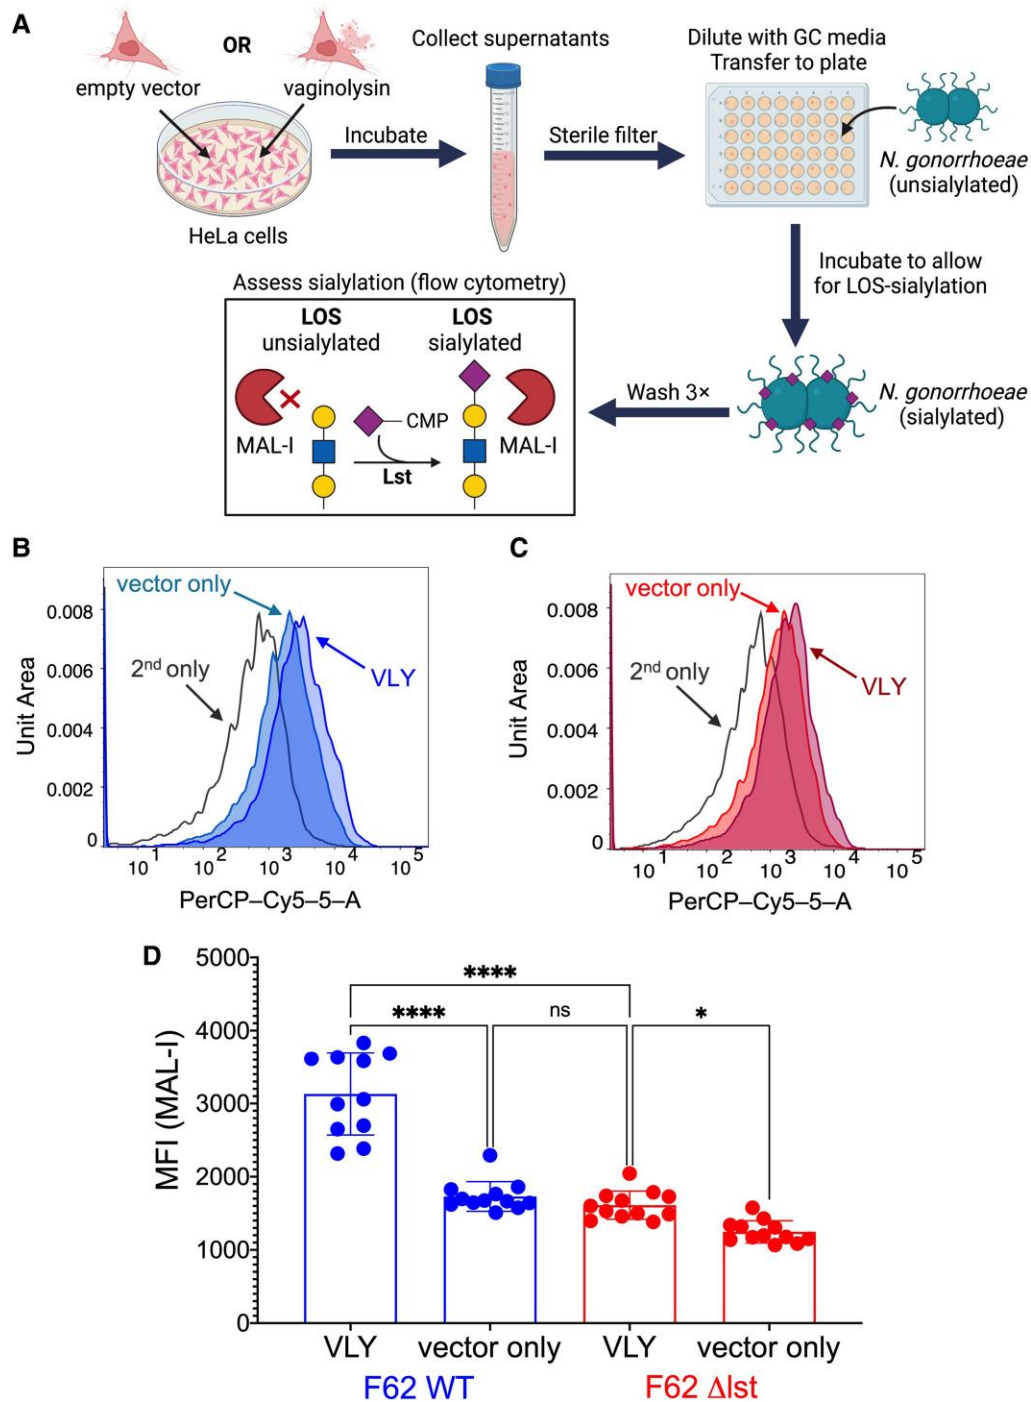 A
OR
empty vector
vaginolysin
HeLa cells
Incubate
Collect supernatants
Sterile filter
Dilute with GC media
Transfer to plate
N. gonorrhoeae
(unsialylated)
Incubate to allow
for LOS-sialylation
N. gonorrhoeae
(sialylated)
Wash 3×
Assess sialylation (flow cytometry)
LOS
unsialylated
LOS
sialylated
MAL-I
CMP
Lst
MAL-I
B
vector only
2nd only
VLY
Unit Area
0.008
0.006
0.004
0.002
0
10 1
10 2
10 3
10 4
10 5
PerCP–Cy5–5–A
C
vector only
2nd only
VLY
Unit Area
0.008
0.006
0.004
0.002
0
10 1
10 2
10 3
10 4
10 5
PerCP–Cy5–5–A
D
MFI (MAL-I)
5000
4000
3000
2000
1000
0
****
****
ns
*
VLY
vector only
VLY
vector only
F62 WT
F62 Δlst